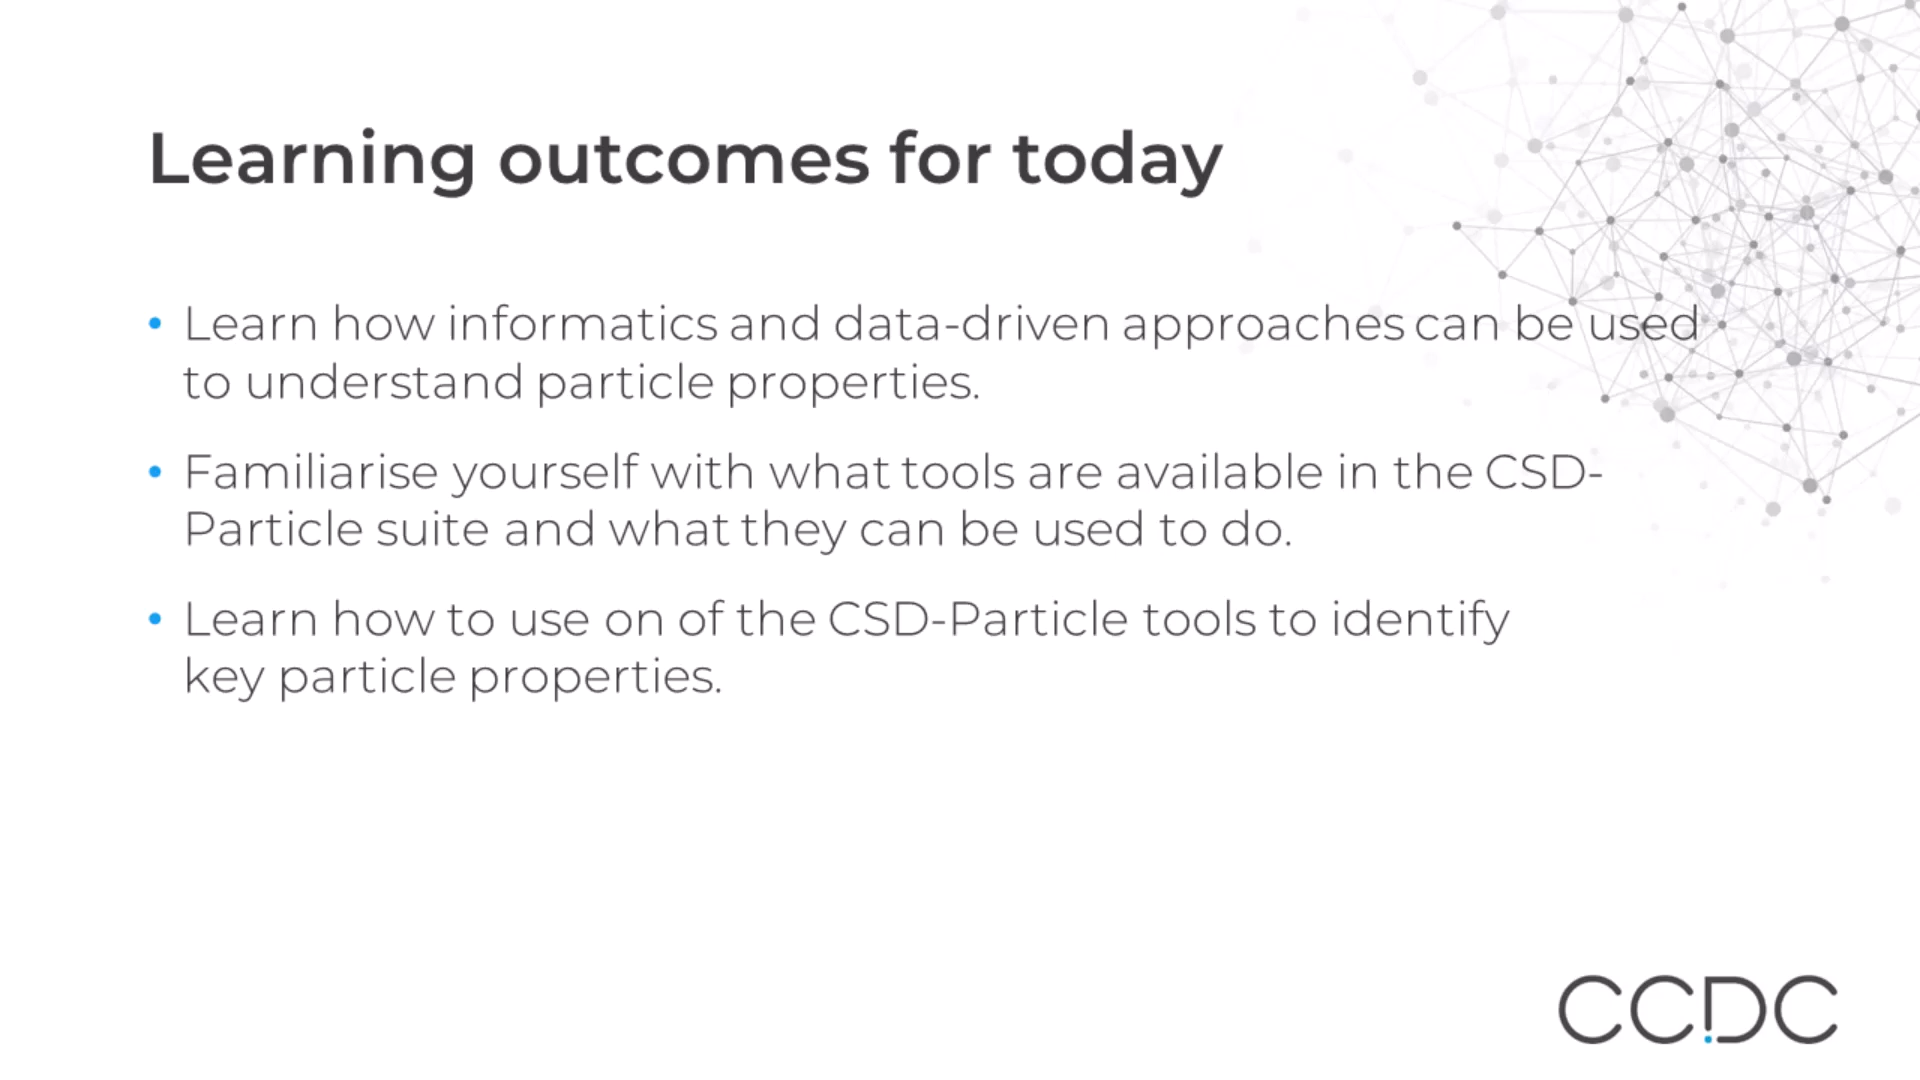 Learning outcomes for today
• Learn how informatics and data-driven approaches can be used
to understand particle properties.
• Familiarise yourself with what tools are available in the CSD-
Particle suite and what they can be used to do.
• Learn how to use on of the CSD-Particle tools to identify
key particle properties.
CCDC